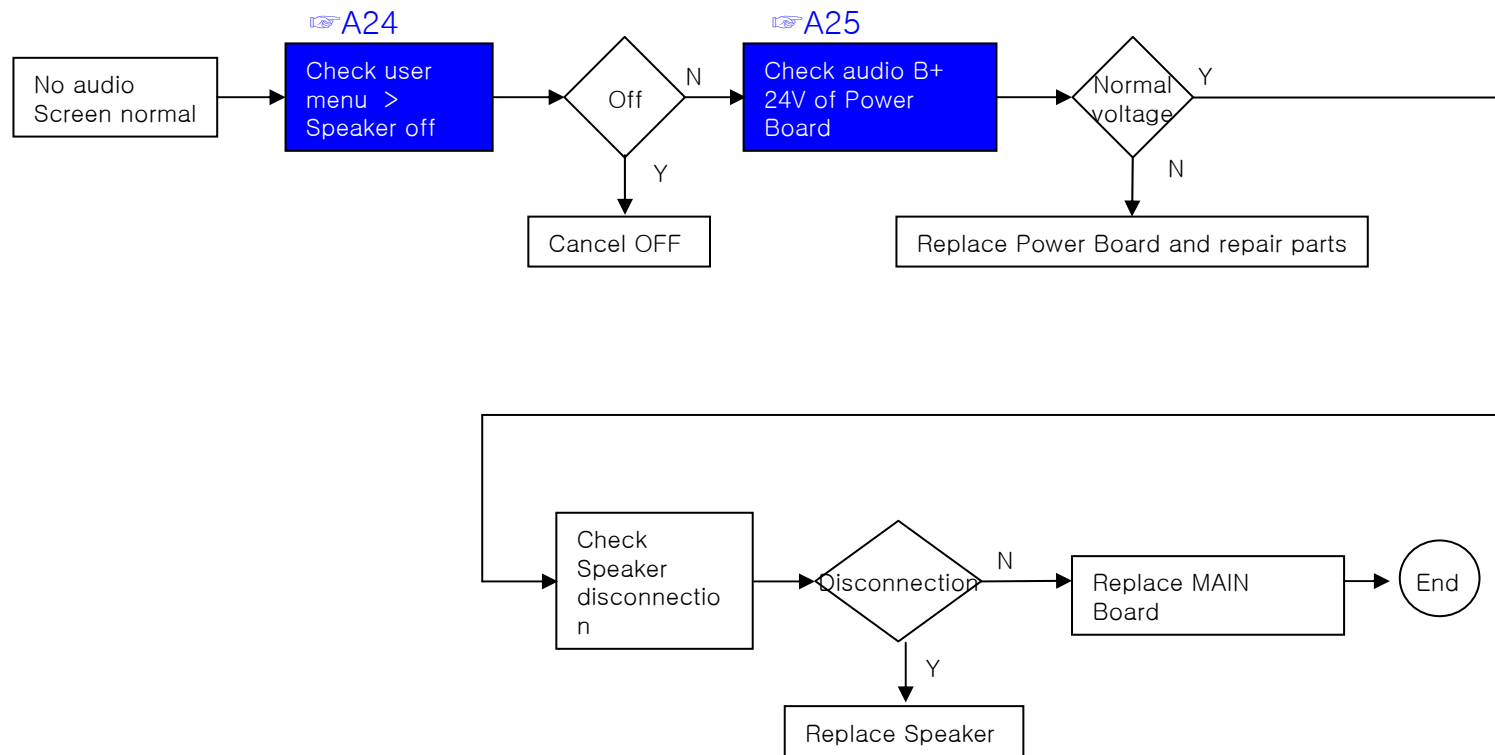 ☞A24
☞A25
No audio
Screen normal
Check user
menu >
Speaker off
Off
N
Y
Cancel OFF
Check audio B+
24V of Power
Board
Normal
voltage
Y
N
Replace Power Board and repair parts
Check
Speaker
disconnectio
n
Disconnection
N
Y
Replace MAIN
Board
End
Replace Speaker